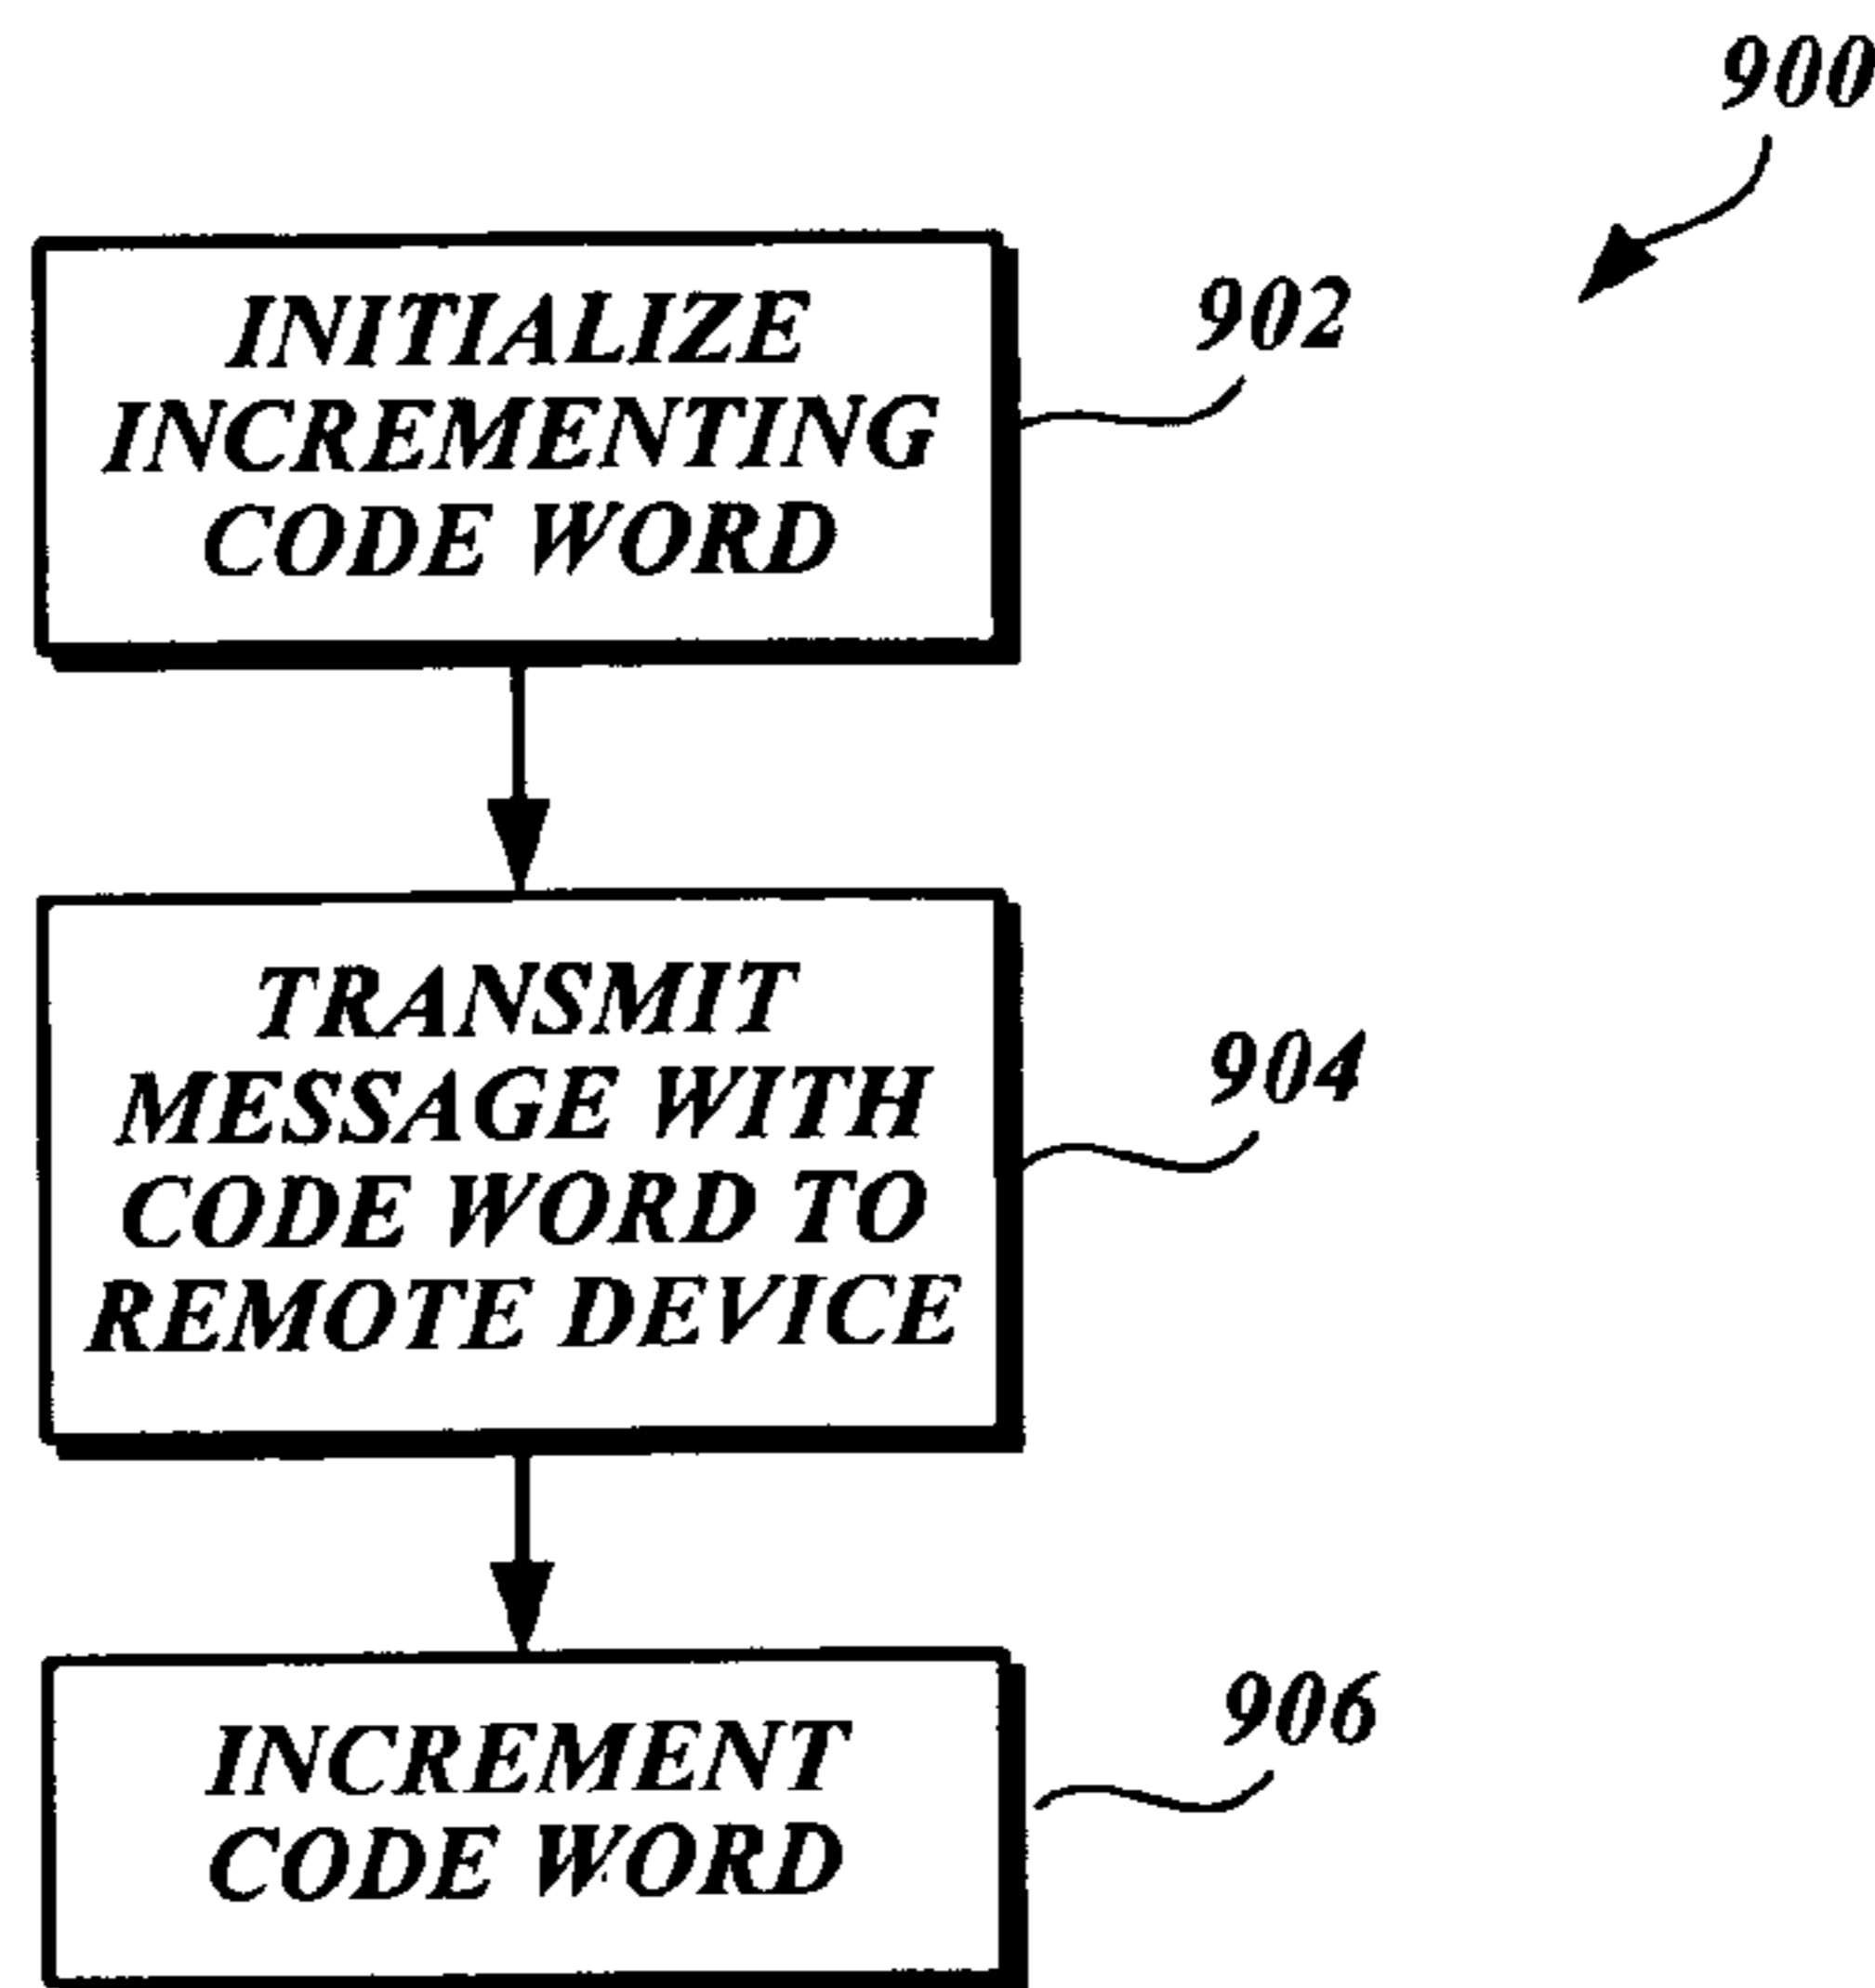 900
INITIALIZE
INCREMENTING
CODE WORD
902
TRANSMIT
MESSAGE WITH
CODE WORD TO
REMOTE DEVICE
904
INCREMENT
CODE WORD
906